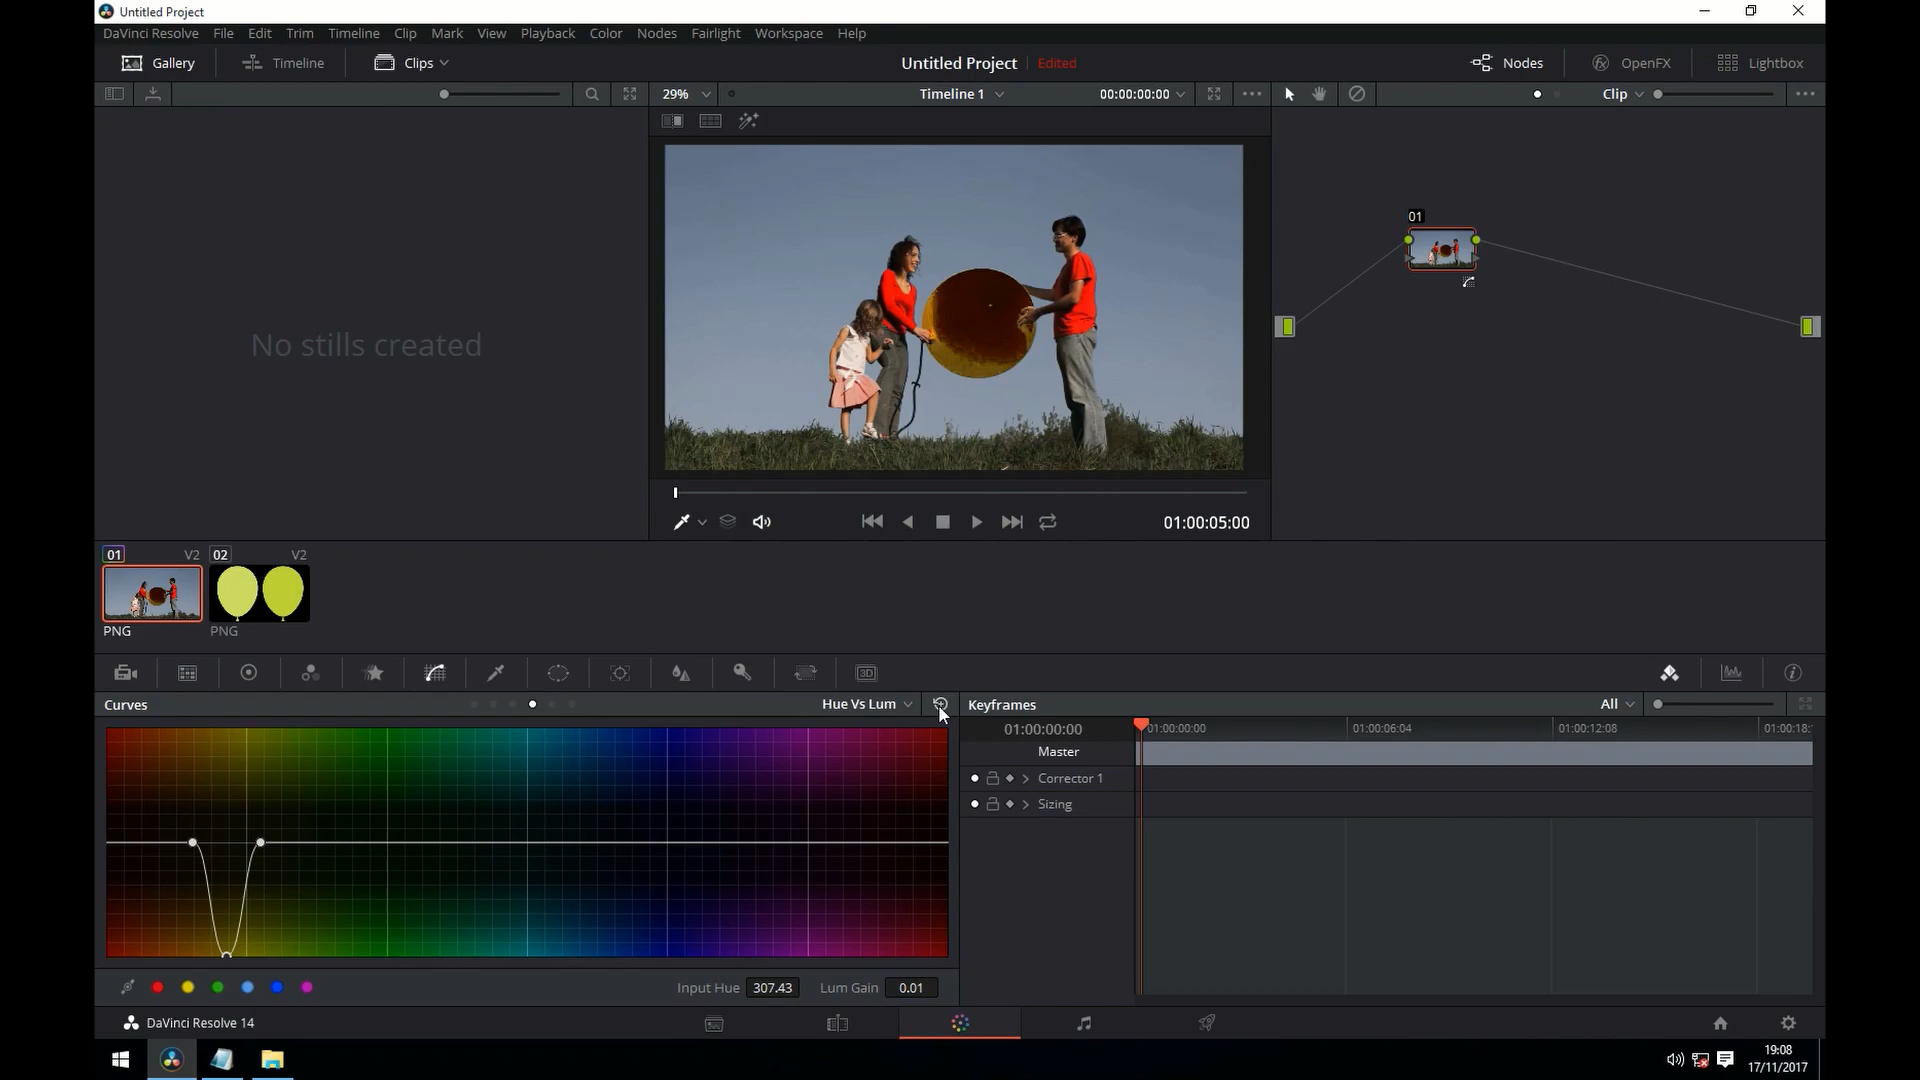 Untitled Project
DaVinci Resolve File Edit Trim Timeline Clip Mark View Playback Color Nodes Fairlight Workspace Help
Gallery Timeline Clips Untitled Project Edited Nodes OpenFX Lightbox
29% Timeline 1 00:00:00:00 Clip
01
No stills created
01:00:05:00
01 V2 02 V2
PNG PNG
3D
Curves Hue Vs Lum Keyframes All
01:00:00:00 01:00:00:00 01:00:06:04 01:00:12:08 01:00:18:
Master
Corrector 1
Sizing
Input Hue 307.43 Lum Gain 0.01
DaVinci Resolve 14
19:08
17/11/2017